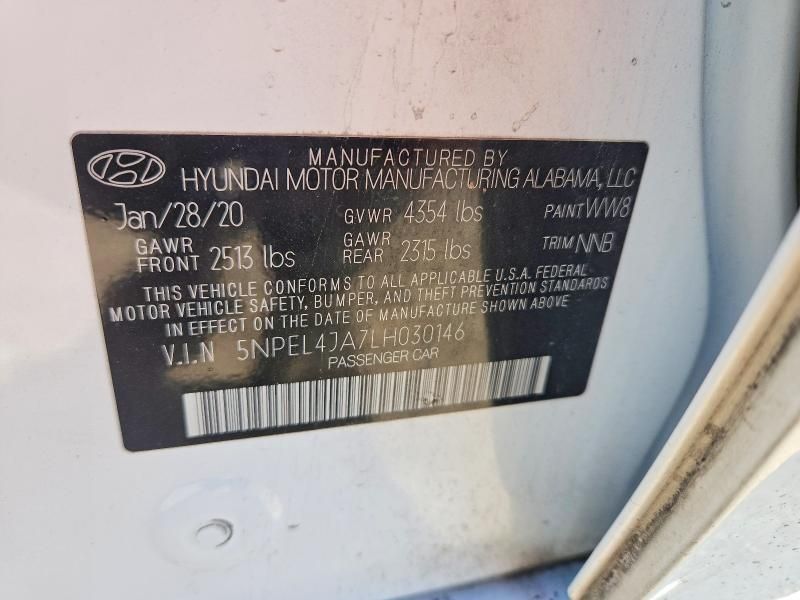 MANUFACTURED BY
HYUNDAI MOTOR MANUFACTURING ALABAMA, LLC
Jan/28/20 GVWR 4354 lbs PAINT WW8
GAWR FRONT 2513 lbs GAWR REAR 2315 lbs TRIM NNB
THIS VEHICLE CONFORMS TO ALL APPLICABLE U.S.A. FEDERAL
MOTOR VEHICLE SAFETY, BUMPER, AND THEFT PREVENTION STANDARDS
IN EFFECT ON THE DATE OF MANUFACTURE SHOWN ABOVE
V.I.N 5NPEL4JA7LH030146
PASSENGER CAR